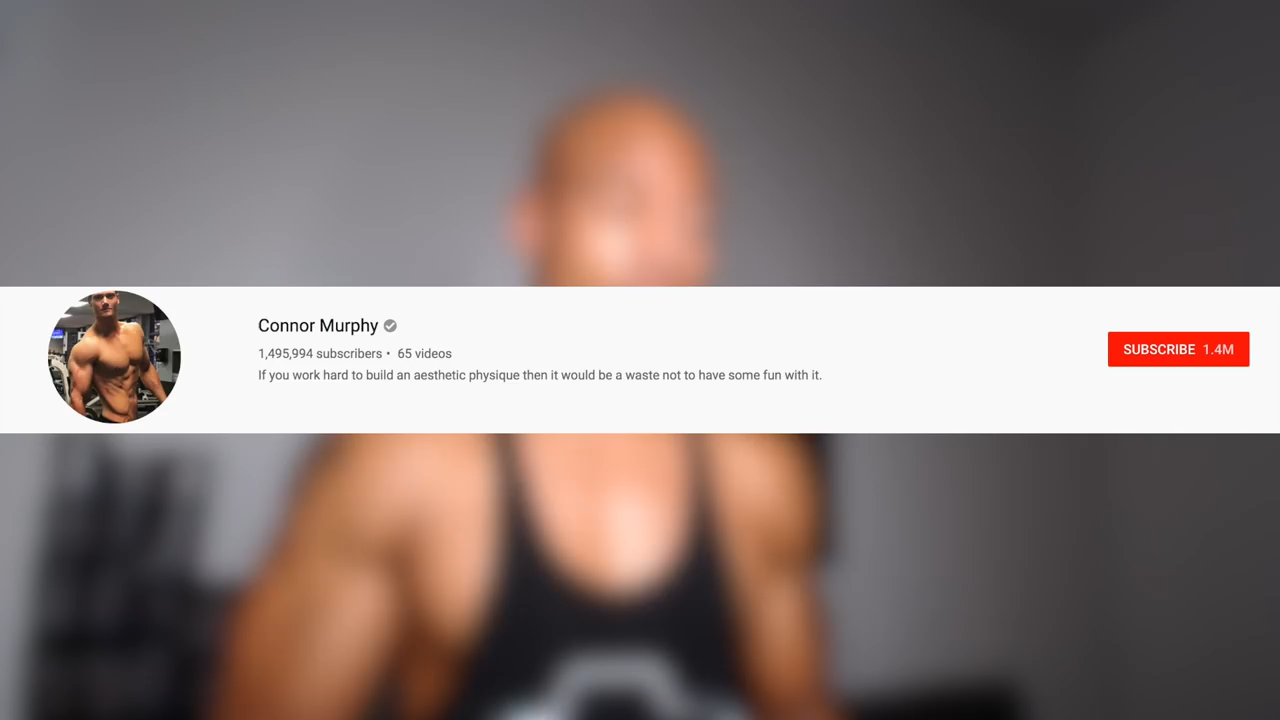 Connor Murphy
1,495,994 subscribers • 65 videos
If you work hard to build an aesthetic physique then it would be a waste not to have some fun with it.
SUBSCRIBE 1.4M